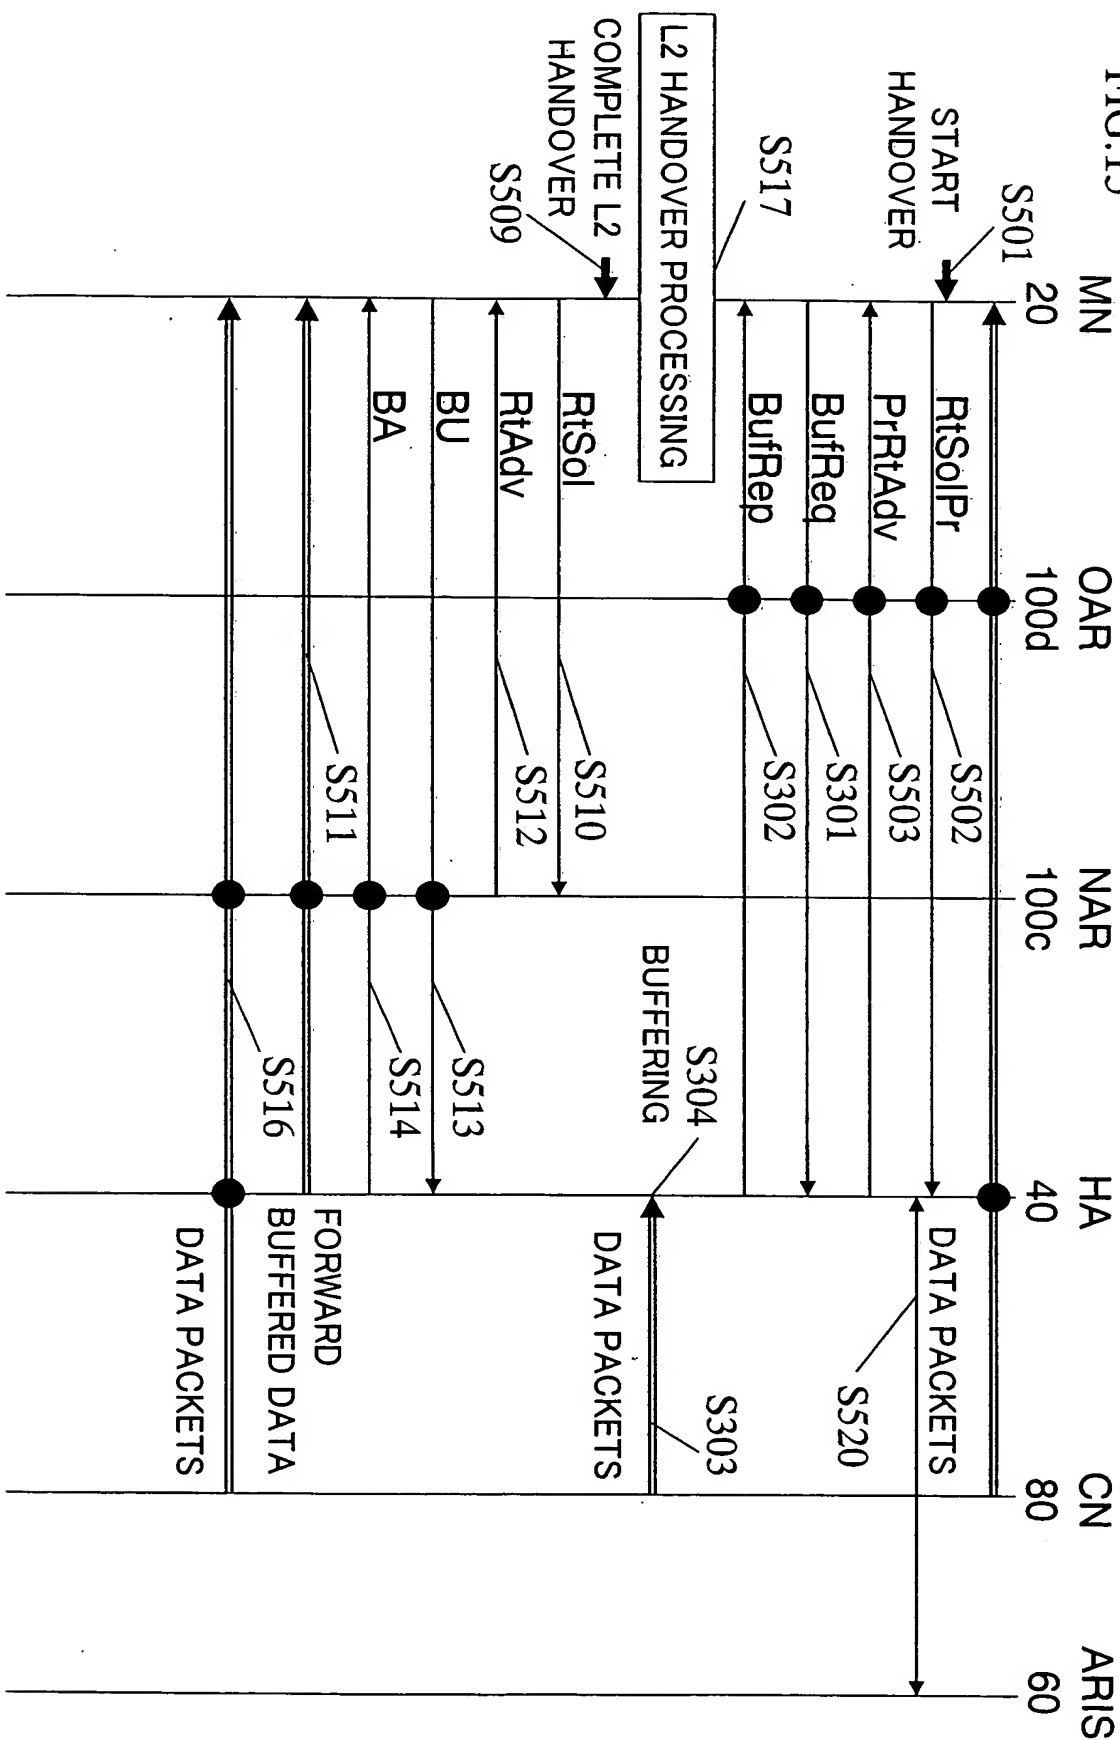 FIG.15
MN
OAR
NAR
HA
CN
ARIS
20
100d
100c
40
80
60
DATA PACKETS
S501
START
HANDOVER
RtSolPr
S502
S520
PrRtAdv
S503
BufReq
S301
BufRep
S302
S517
L2 HANDOVER PROCESSING
S304
BUFFERING
S303
DATA PACKETS
COMPLETE L2
HANDOVER
S509
RtSol
S510
RtAdv
S512
BU
S513
BA
S514
S511
FORWARD
BUFFERED DATA
S516
DATA PACKETS